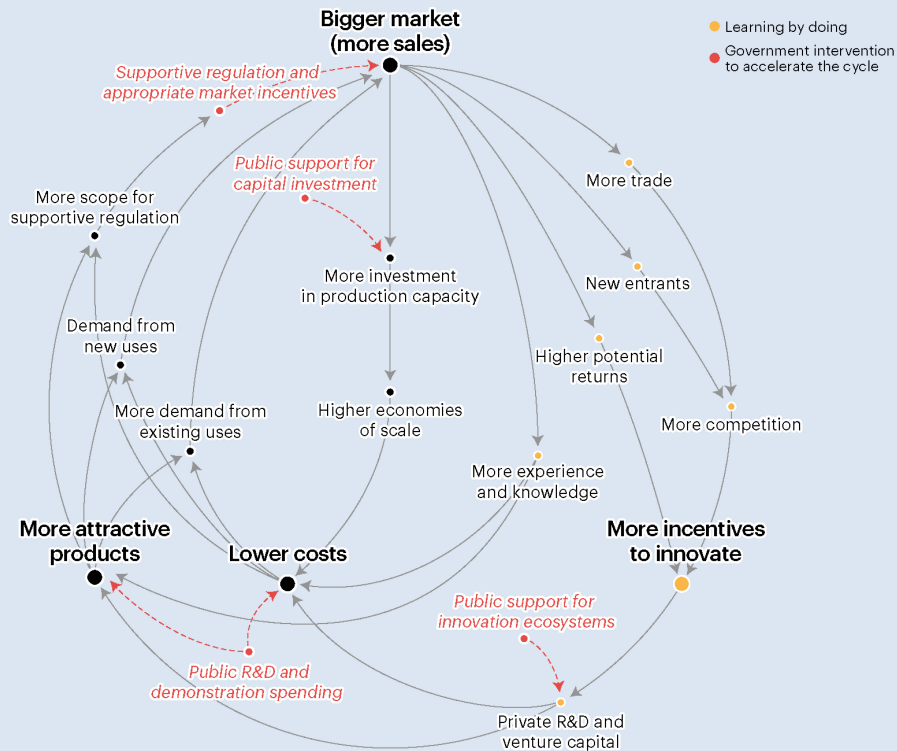 Bigger market
(more sales)
Learning by doing
Government intervention
to accelerate the cycle
Supportive regulation and
appropriate market incentives
Public support for
capital investment
More trade
More scope for
supportive regulation
More investment
in production capacity
New entrants
Demand from
new uses
Higher potential
returns
More demand from
existing uses
Higher economies
of scale
More competition
More experience
and knowledge
More attractive
products
Lower costs
More incentives
to innovate
Public support for
innovation ecosystems
Public R&D and
demonstration spending
Private R&D and
venture capital